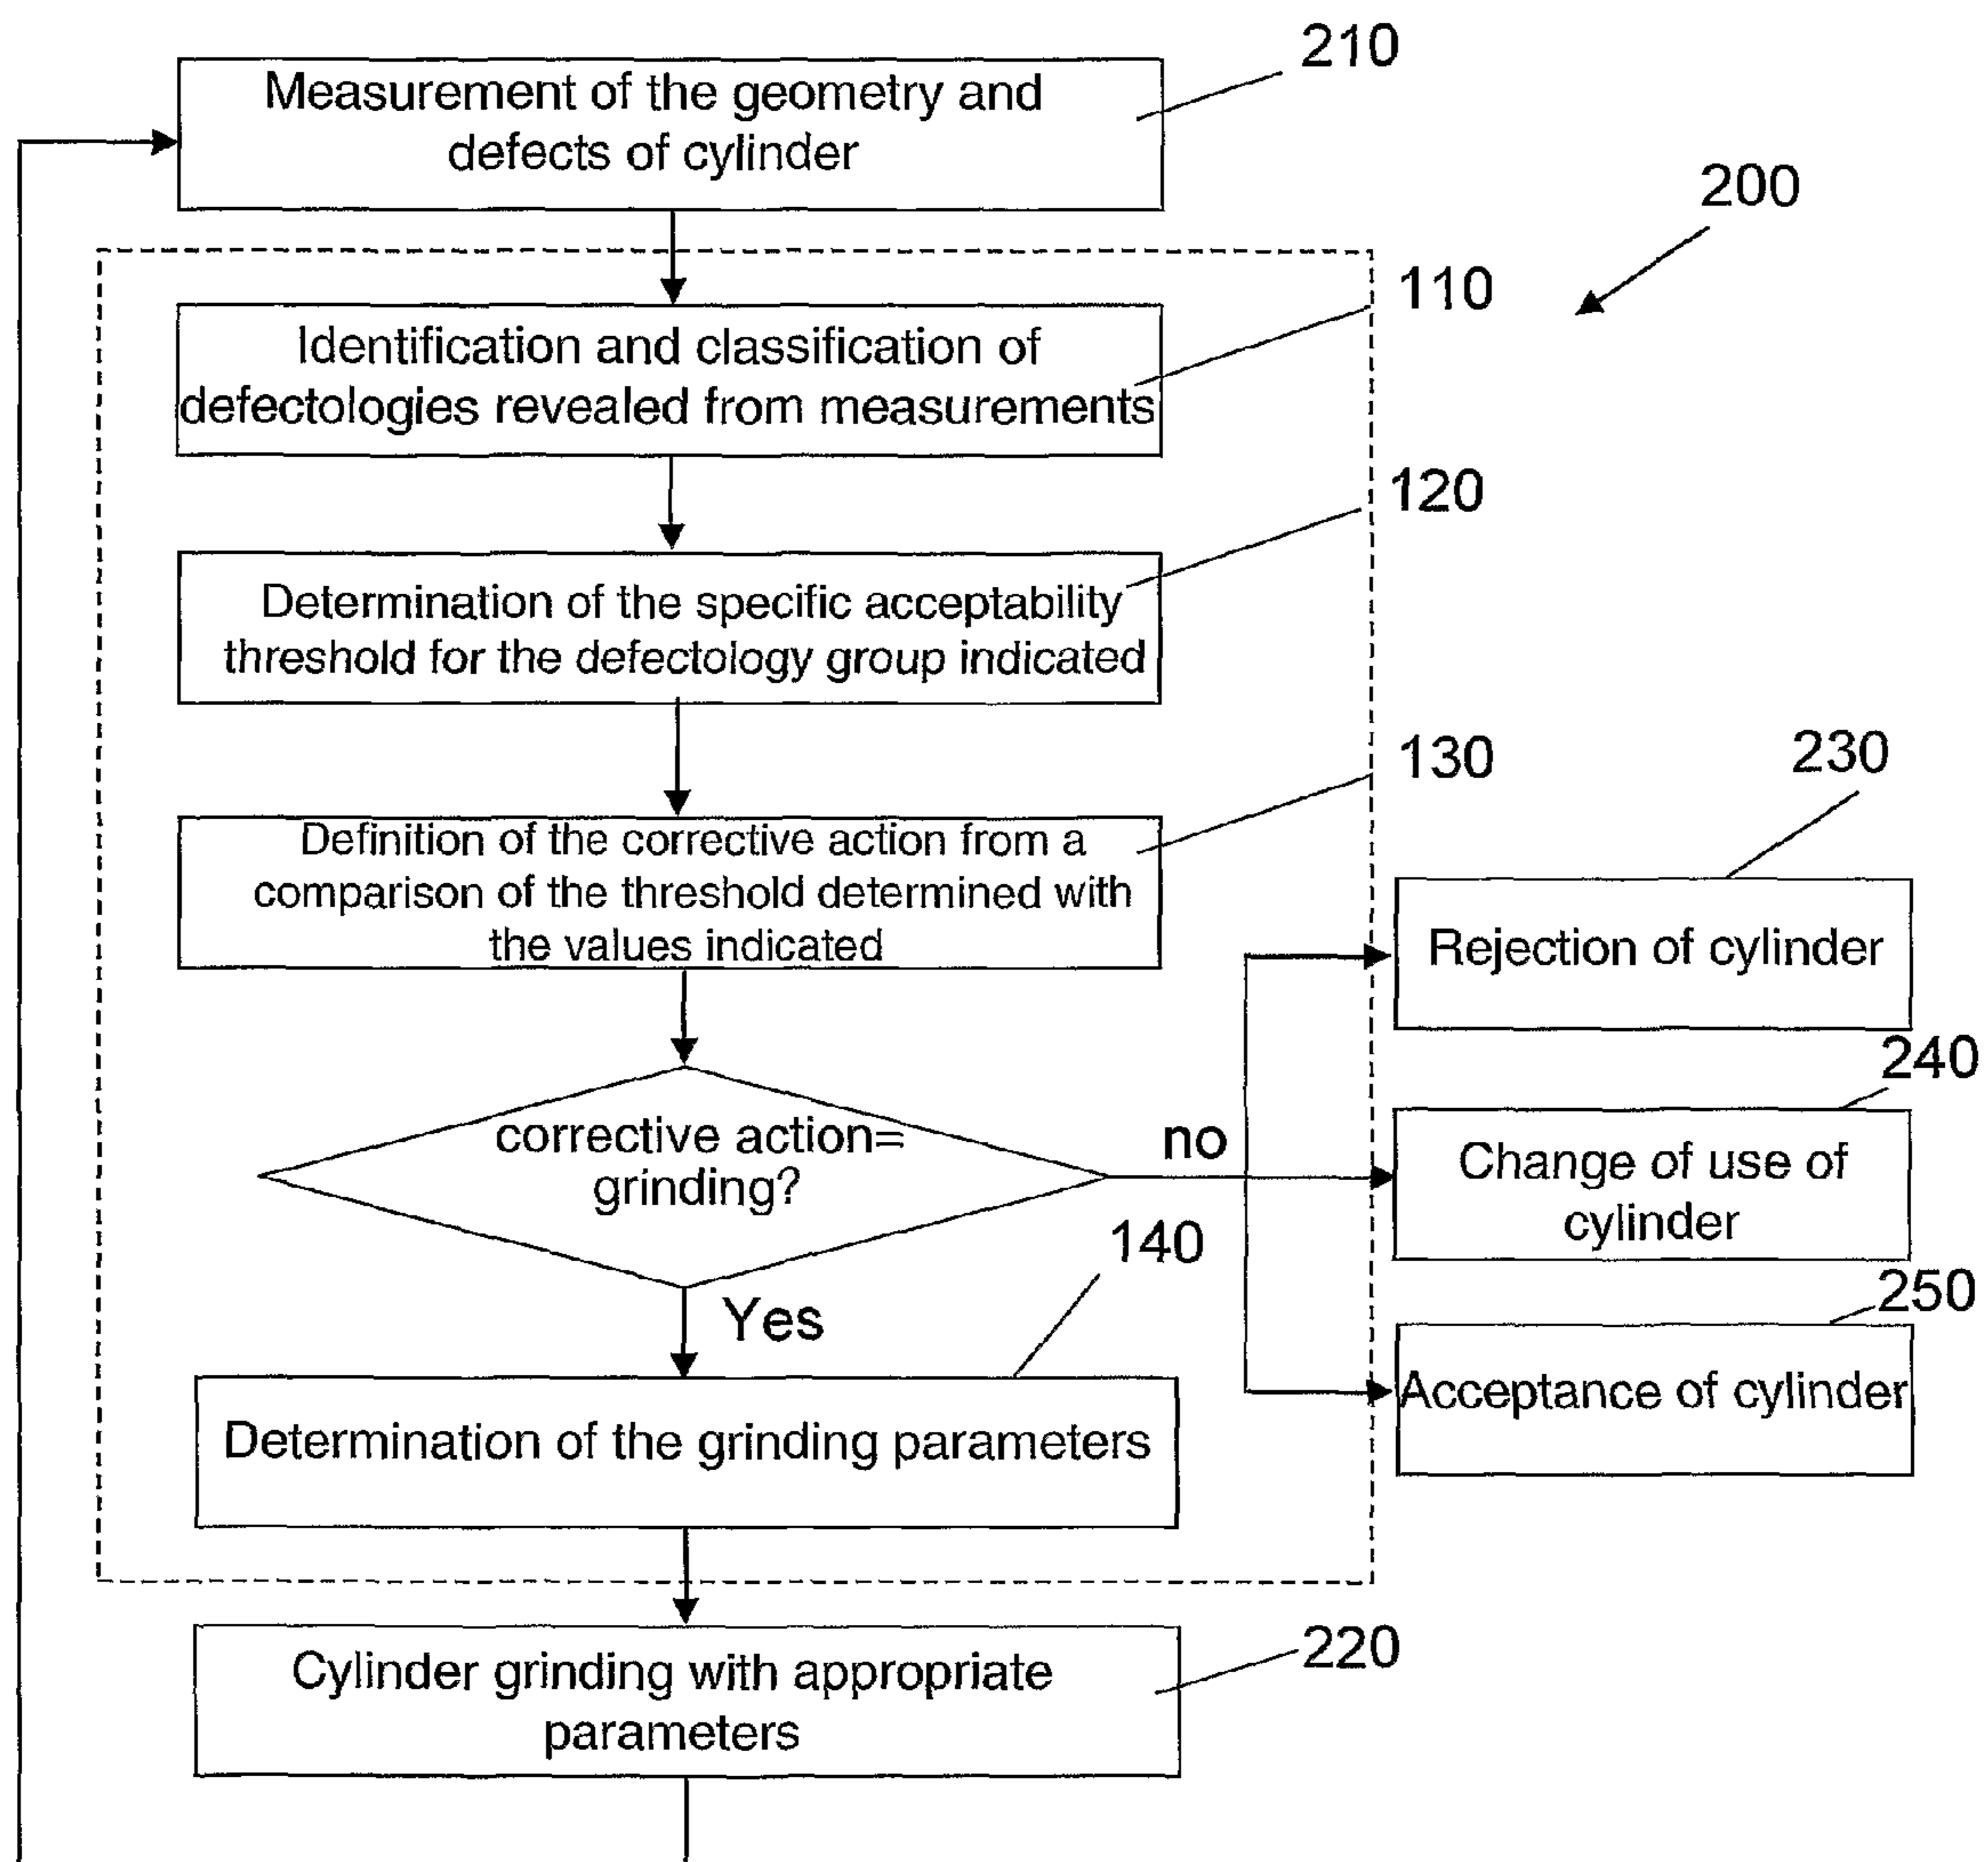 210
Measurement of the geometry and
defects of cylinder
200
110
Identification and classification of
defectologies revealed from measurements
120
Determination of the specific acceptability
threshold for the defectology group indicated
130
Definition of the corrective action from a
comparison of the threshold determined with
the values indicated
230
Rejection of cylinder
240
Change of use of
cylinder
250
Acceptance of cylinder
corrective action=
grinding?
no
Yes
140
Determination of the grinding parameters
220
Cylinder grinding with appropriate
parameters